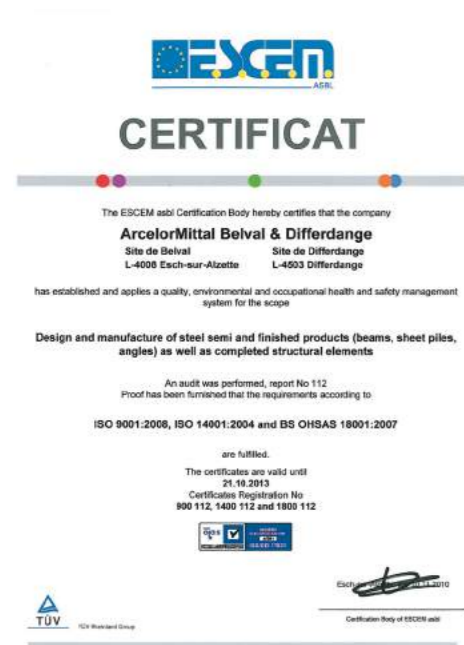 E.S.C.E.M.
ASBL
CERTIFICAT
The ESCEM asbl Certification Body hereby certifies that the company
ArcelorMittal Belval & Differdange
Site de Belval Site de Differdange
L-4008 Esch-sur-Alzette L-4503 Differdange
has established and applies a quality, environmental and occupational health and safety management
system for the scope
Design and manufacture of steel semi and finished products (beams, sheet piles,
angles) as well as completed structural elements
An audit was performed, report No 112
Proof has been furnished that the requirements according to
ISO 9001:2008, ISO 14001:2004 and BS OHSAS 18001:2007
are fulfilled.
The certificates are valid until
21.10.2013
Certificates Registration No
900 112, 1400 112 and 1800 112
TÜV
TÜV Rheinland Group
Certification Body of ESCEM asbl